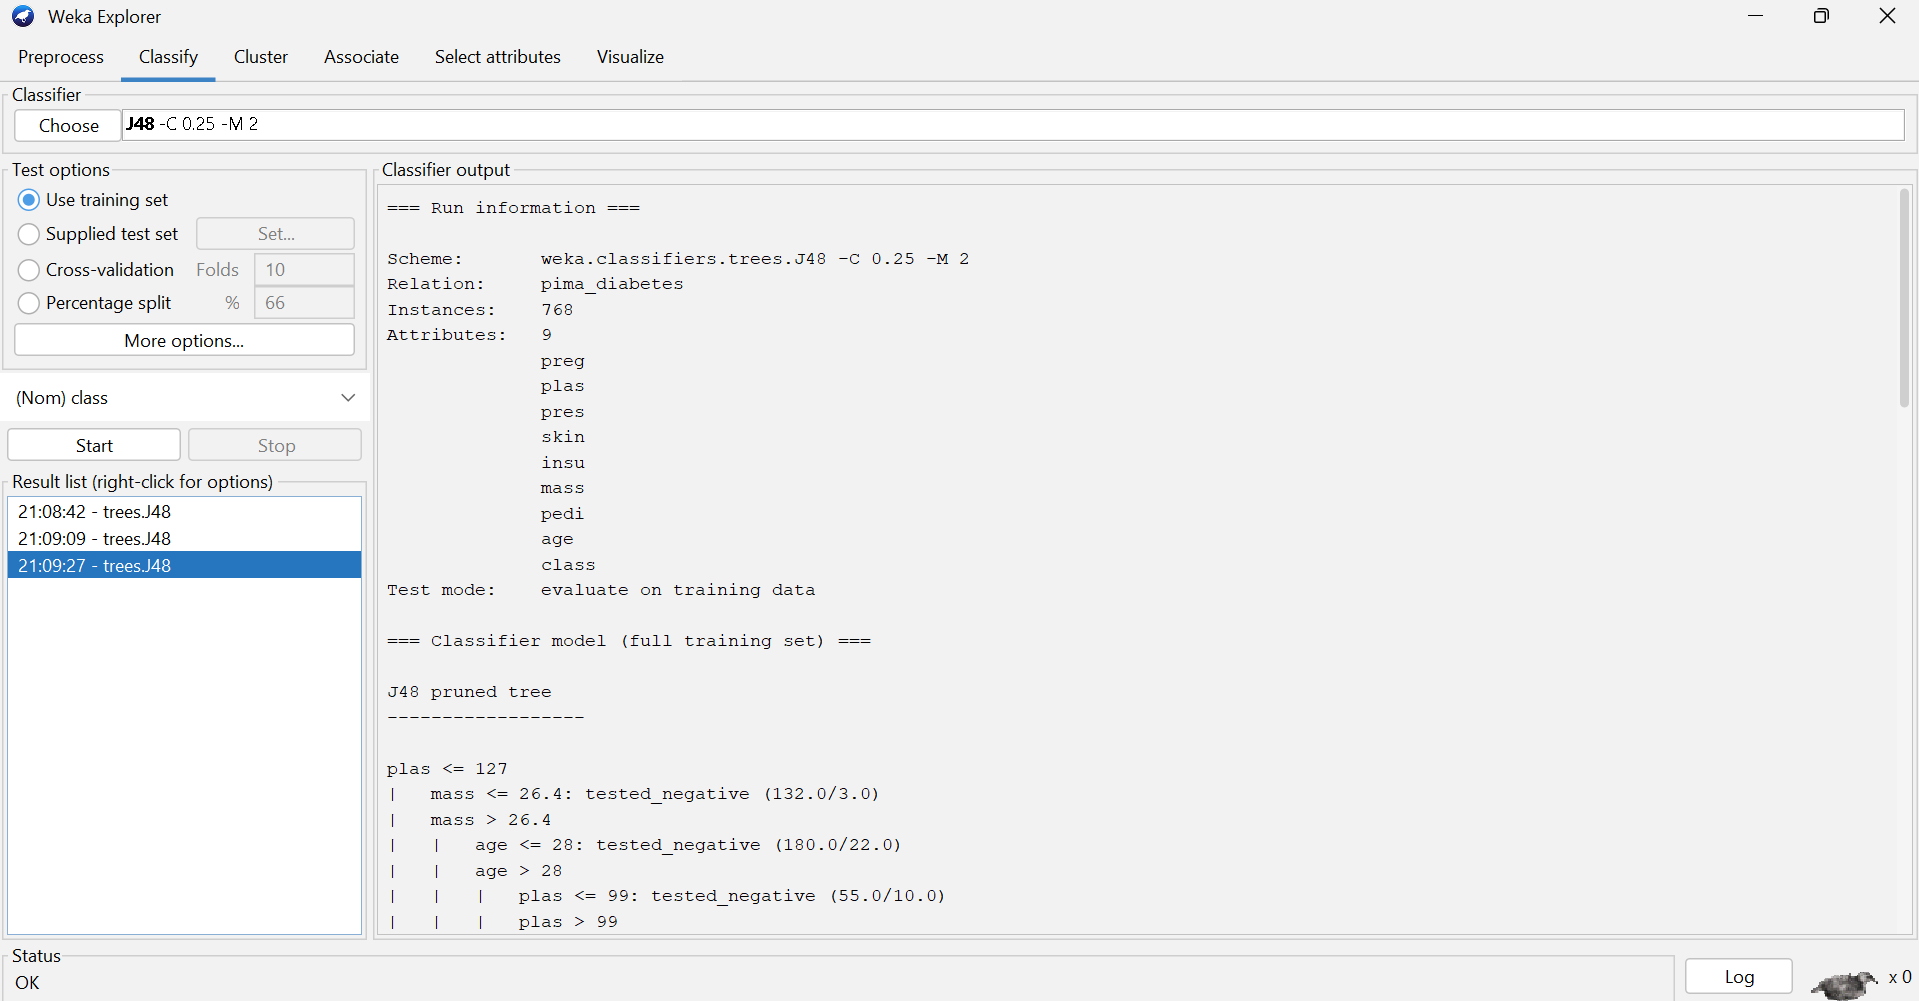 Weka Explorer
Preprocess Classify Cluster Associate Select attributes Visualize
Classifier
Choose J48 -C 0.25 -M 2
Test options
Use training set
Supplied test set Set...
Cross-validation Folds 10
Percentage split % 66
More options...
(Nom) class
Start Stop
Result list (right-click for options)
21:08:42 - trees.J48
21:09:09 - trees.J48
21:09:27 - trees.J48
Classifier output
=== Run information ===
Scheme: weka.classifiers.trees.J48 -C 0.25 -M 2
Relation: pima_diabetes
Instances: 768
Attributes: 9
preg
plas
pres
skin
insu
mass
pedi
age
class
Test mode: evaluate on training data
=== Classifier model (full training set) ===
J48 pruned tree
------------------
plas <= 127
| mass <= 26.4: tested_negative (132.0/3.0)
| mass > 26.4
| | age <= 28: tested_negative (180.0/22.0)
| | age > 28
| | | plas <= 99: tested_negative (55.0/10.0)
| | | plas > 99
Status
OK
Log x 0